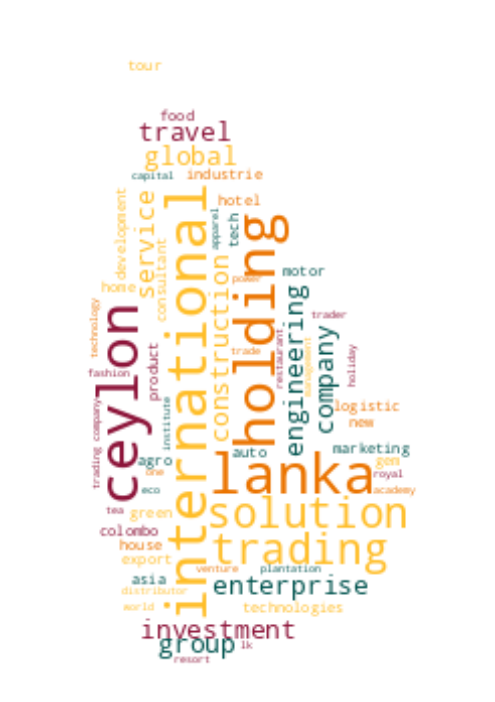 tour
food
travel
global
capital
industrie
development
service
consultant
international
hotel
apparel
tech
holding
construction
power
motor
home
technology
ceylon
product
engineering
trader
company
trade
restaurant
management
holiday
fashion
trading company
institute
logistic
new
agro
one
eco
auto
lanka
marketing
gem
royal
academy
tea
green
solution
colombo
house
export
trading
venture
plantation
asia
distributor
enterprise
world
technologies
investment
group
lk
resort